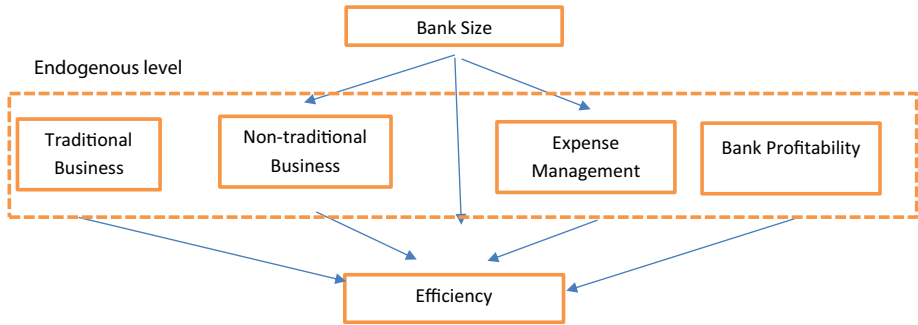 Bank Size
Endogenous level
Traditional
Business
Non-traditional
Business
Expense
Management
Bank Profitability
Efficiency